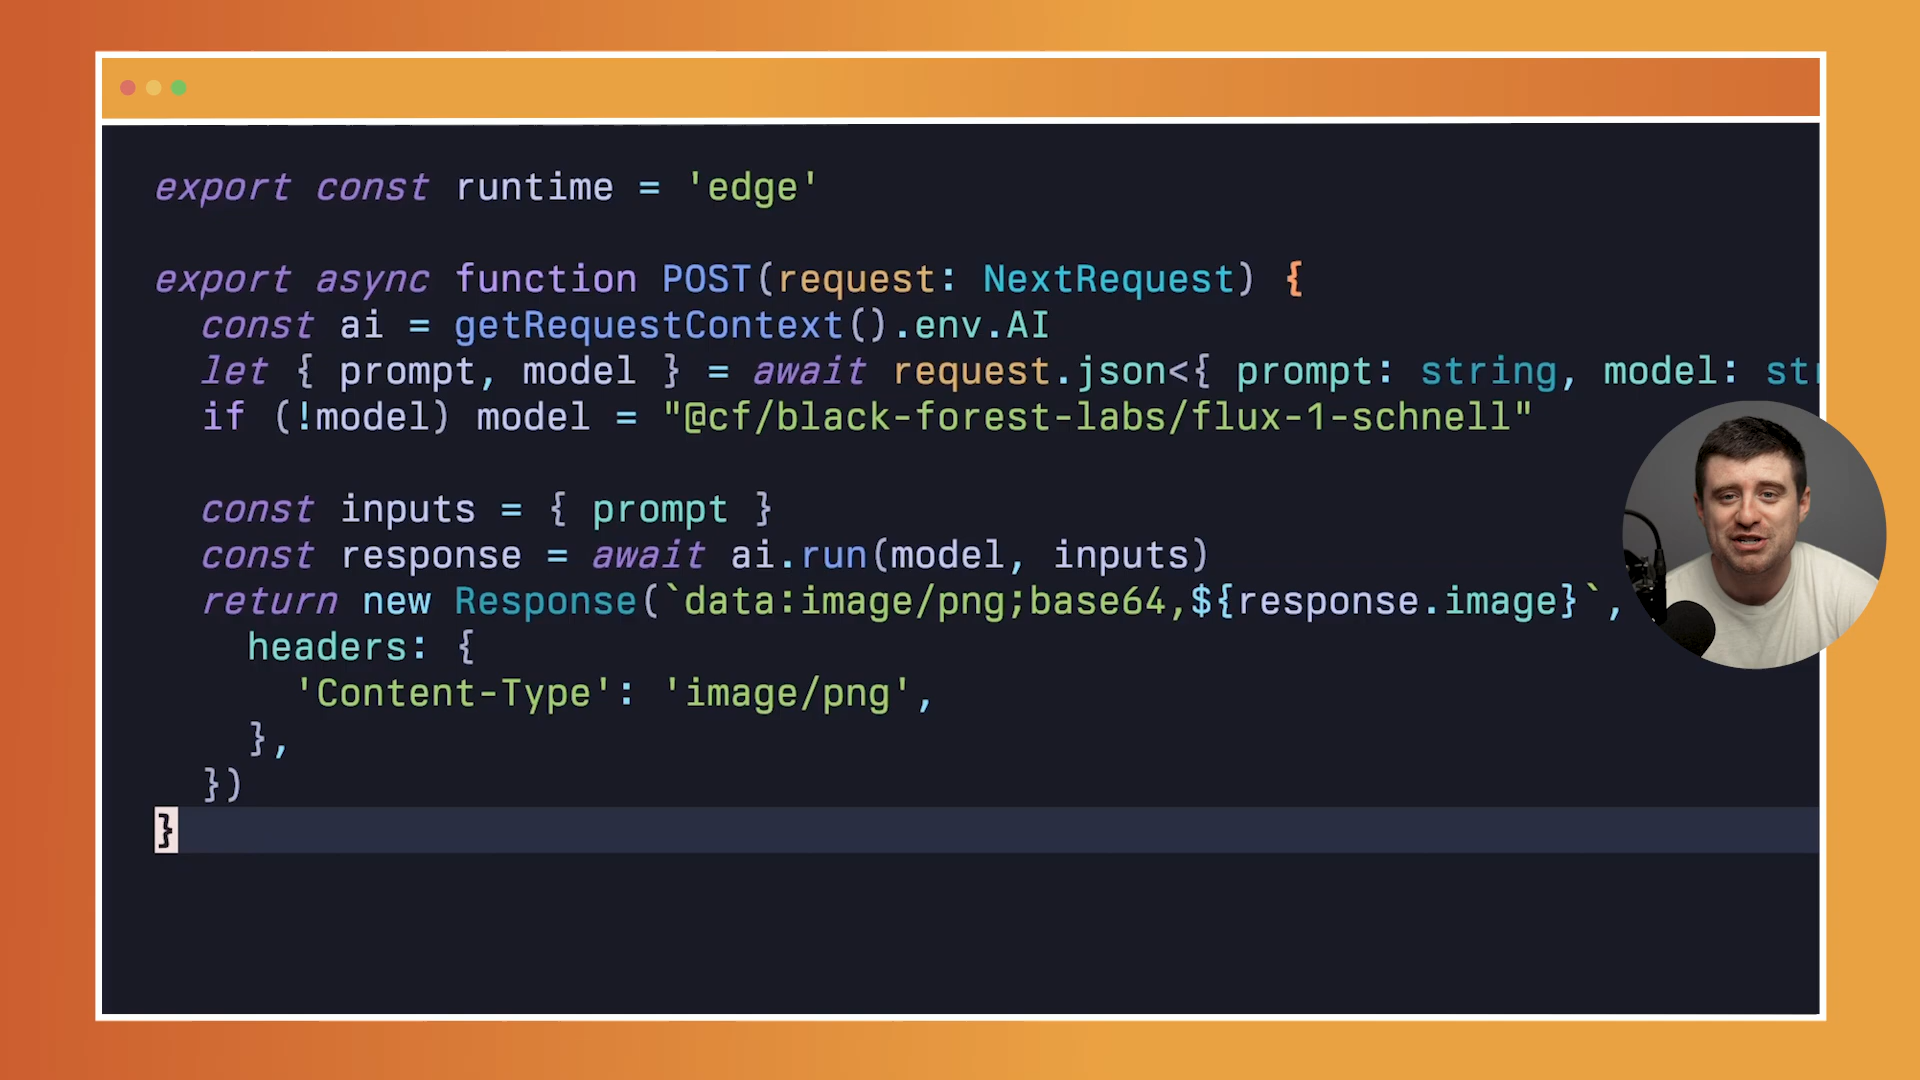 export const runtime = 'edge'
export async function POST(request: NextRequest) {
const ai = getRequestContext().env.AI
let { prompt, model } = await request.json<{ prompt: string, model:
if (!model) model = "@cf/black-forest-labs/flux-1-schnell"
const inputs = { prompt }
const response = await ai.run(model, inputs)
return new Response(`data:image/png;base64,${response.image}`,
headers: {
'Content-Type': 'image/png',
},
})
}